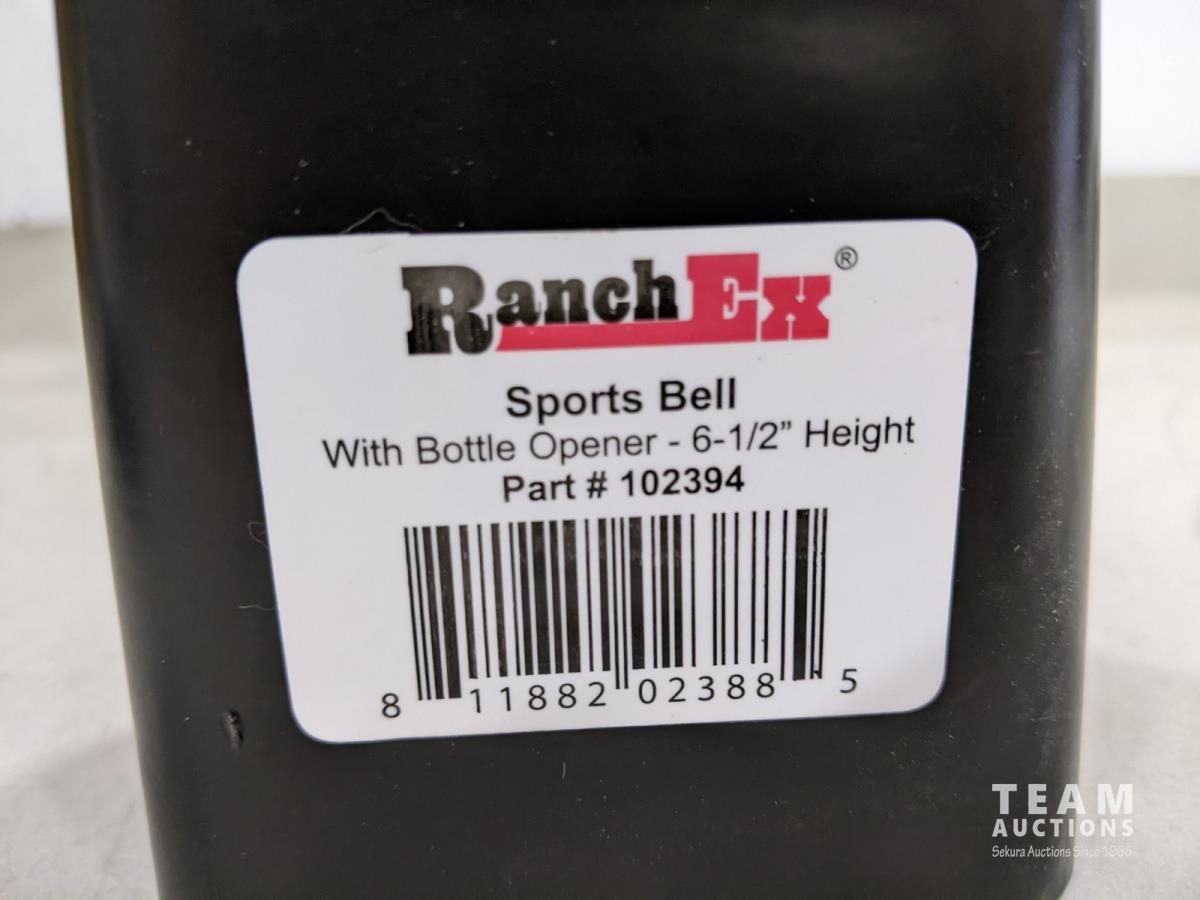 RanchEx®
Sports Bell
With Bottle Opener - 6-1/2” Height
Part # 102394
8 11882 02388 5
TEAM
AUCTIONS
Sekura Auctions Since 1966